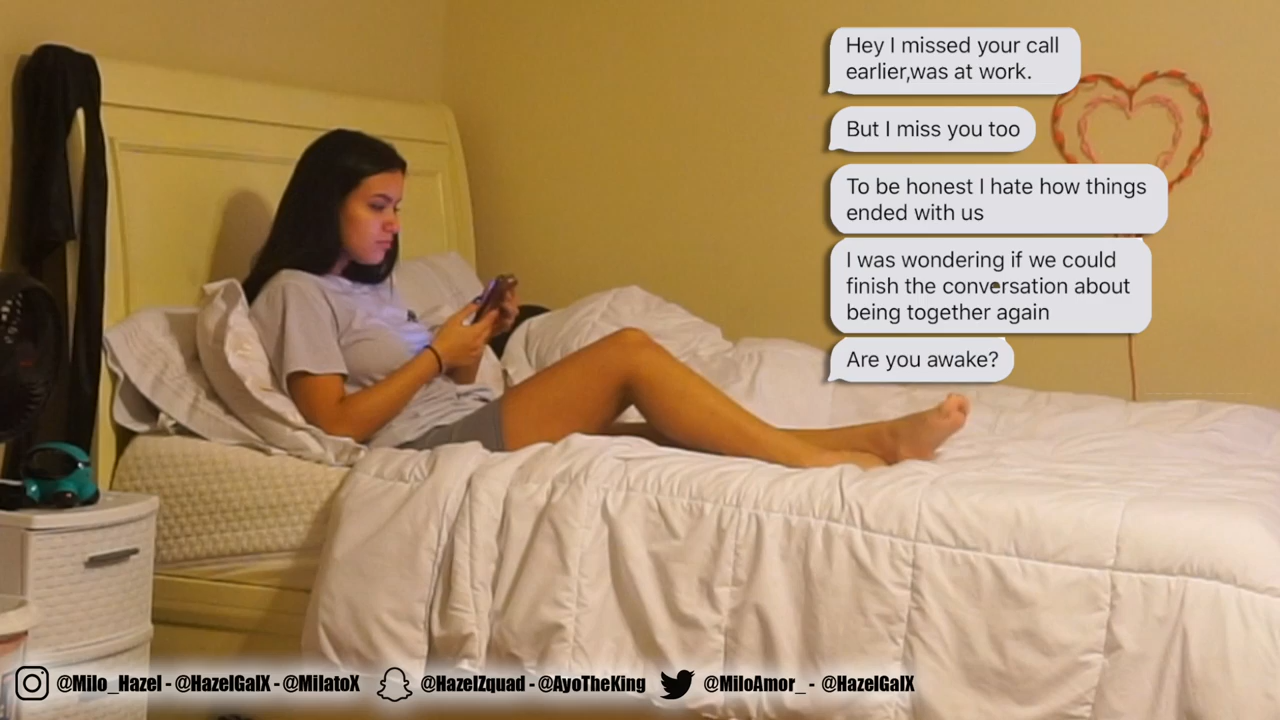 Hey I missed your call
earlier,was at work.
But I miss you too
To be honest I hate how things
ended with us
I was wondering if we could
finish the conversation about
being together again
Are you awake?
@Milo_Hazel - @HazelGalX - @MilatoX @HazelZquad - @AyoTheKing @MiloAmor_ - @HazelGalX